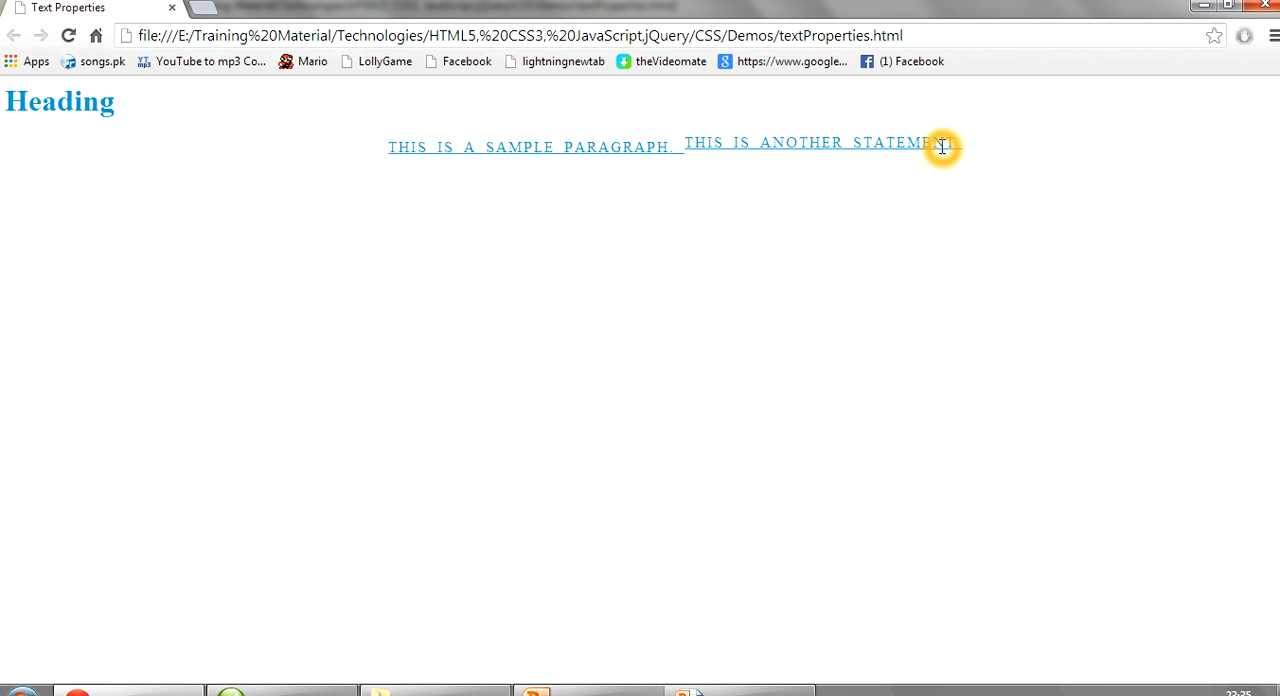 Text Properties
file:///E:/Training%20Material/Technologies/HTML5,%20CSS3,%20JavaScript,jQuery/CSS/Demos/textProperties.html
Apps songs.pk YouTube to mp3 Co... Mario LollyGame Facebook lightningnewtab theVideomate https://www.google... (1) Facebook
Heading
THIS IS A SAMPLE PARAGRAPH. THIS IS ANOTHER STATEMENT.